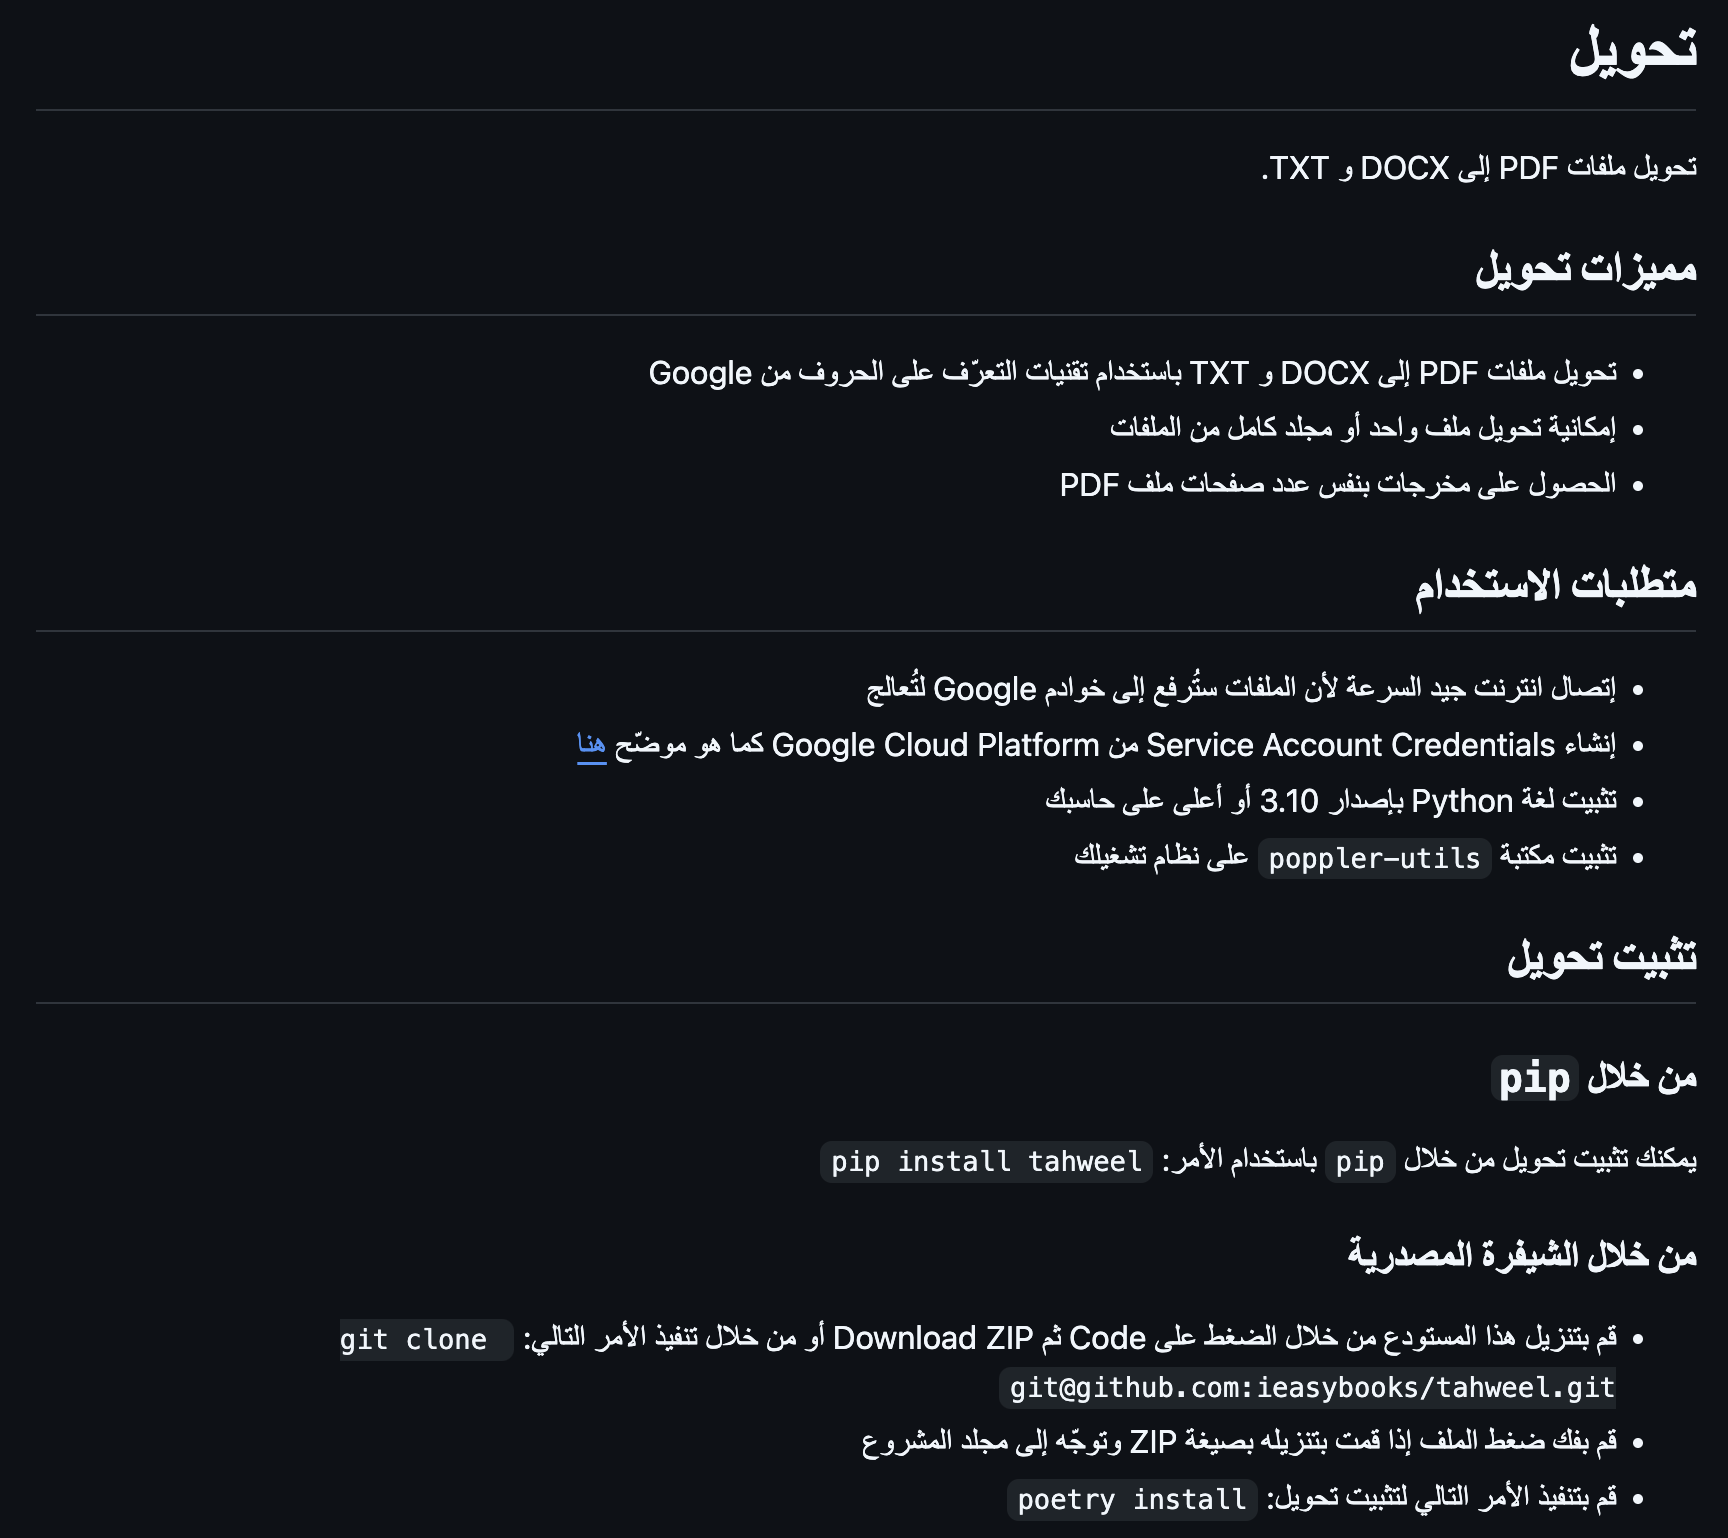 تحويل
تحويل ملفات PDF إلى DOCX و TXT.
مميزات تحويل
• تحويل ملفات PDF إلى DOCX و TXT باستخدام تقنيات التعرّف على الحروف من Google
• إمكانية تحويل ملف واحد أو مجلد كامل من الملفات
• الحصول على مخرجات بنفس عدد صفحات ملف PDF
متطلبات الاستخدام
• إتصال انترنت جيد السرعة لأن الملفات ستُرفع إلى خوادم Google لتُعالج
• إنشاء Service Account Credentials من Google Cloud Platform كما هو موضّح هنا
• تثبيت لغة Python بإصدار 3.10 أو أعلى على حاسبك
• تثبيت مكتبة poppler-utils على نظام تشغيلك
تثبيت تحويل
من خلال pip
يمكنك تثبيت تحويل من خلال pip باستخدام الأمر: pip install tahweel
من خلال الشيفرة المصدرية
• قم بتنزيل هذا المستودع من خلال الضغط على Code ثم Download ZIP أو من خلال تنفيذ الأمر التالي: git clone
git@github.com:ieasybooks/tahweel.git
• قم بفك ضغط الملف إذا قمت بتنزيله بصيغة ZIP وتوجّه إلى مجلد المشروع
• قم بتنفيذ الأمر التالي لتثبيت تحويل: poetry install